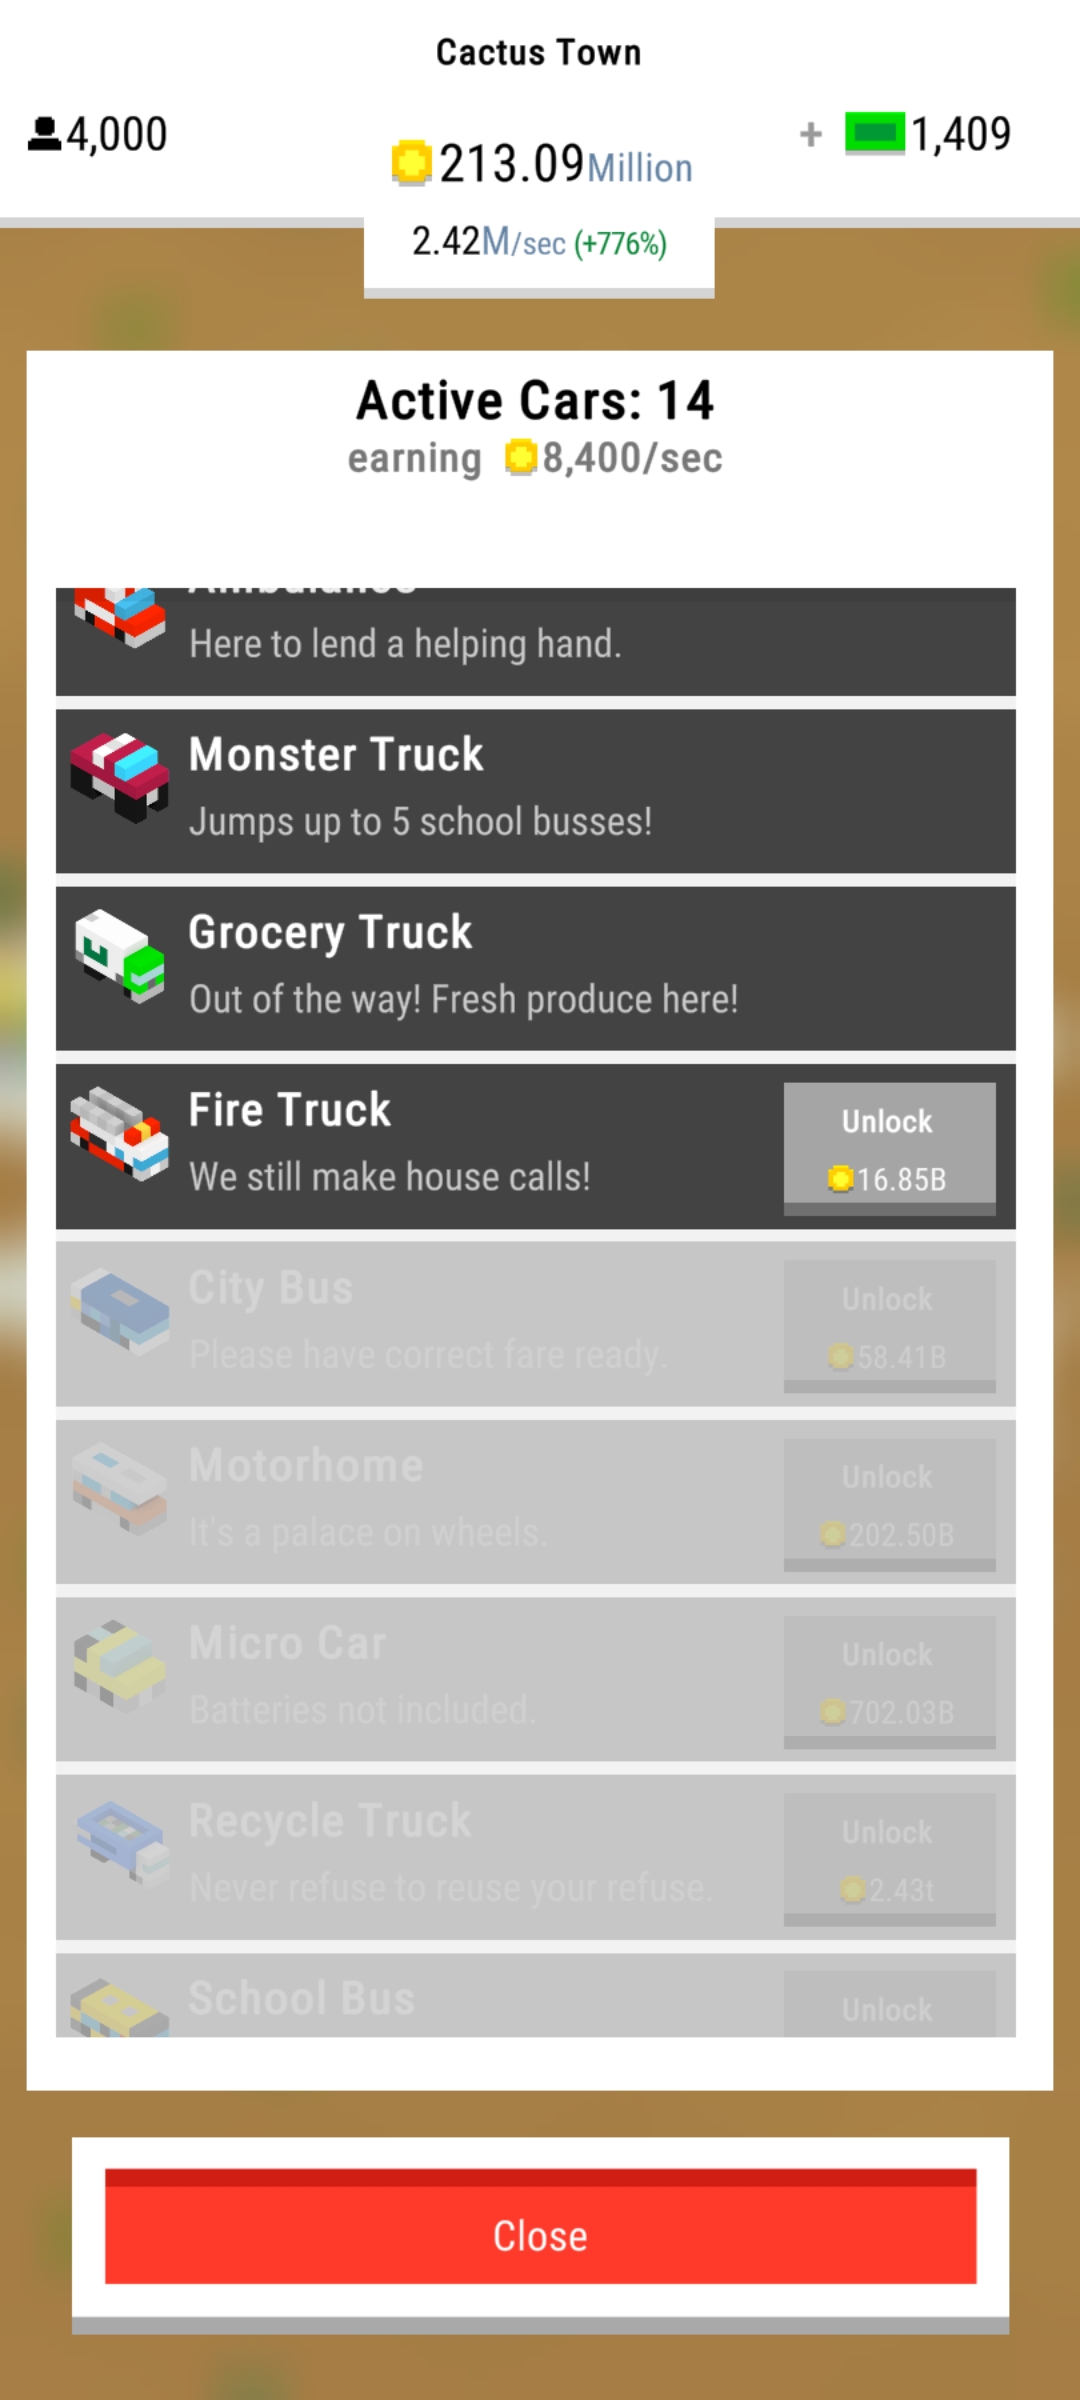 Cactus Town
4,000
213.09Million
+ 1,409
2.42M/sec (+776%)
Active Cars: 14
earning 8,400/sec
Ambulance
Here to lend a helping hand.
Monster Truck
Jumps up to 5 school busses!
Grocery Truck
Out of the way! Fresh produce here!
Fire Truck
Unlock
We still make house calls!
16.85B
City Bus
Unlock
Please have correct fare ready.
58.41B
Motorhome
Unlock
It's a palace on wheels.
202.50B
Micro Car
Unlock
Batteries not included.
702.03B
Recycle Truck
Unlock
Never refuse to reuse your refuse.
2.43t
School Bus
Unlock
Close